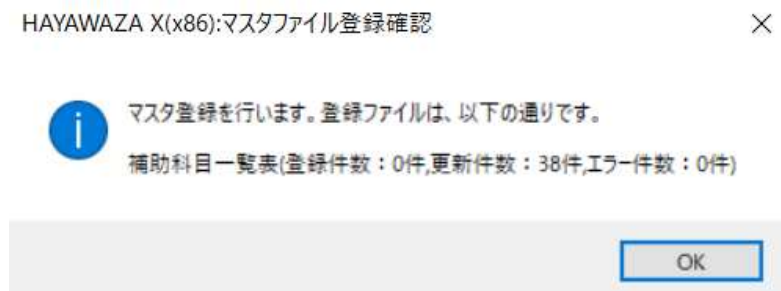 HAYAWAZA X(x86):マスタファイル登録確認
マスタ登録を行います。登録ファイルは、以下の通りです。
補助科目一覧表(登録件数：0件,更新件数：38件,エラー件数：0件)
OK